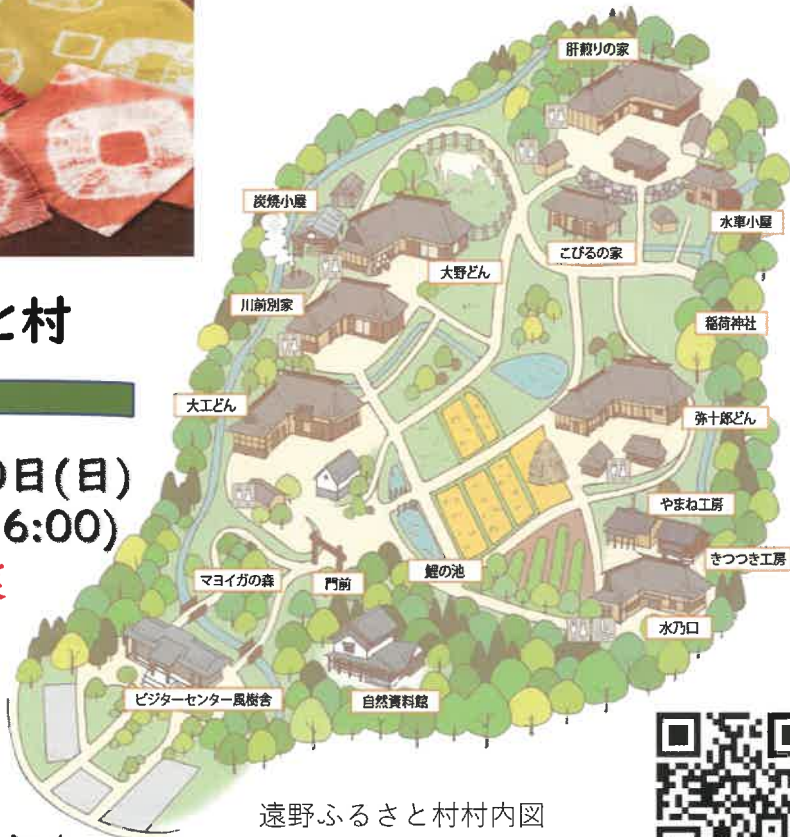 肝煎りの家
炭焼小屋
水車小屋
こびるの家
大野どん
川前別家
稲荷神社
大工どん
弥十郎どん
やまね工房
きつつき工房
マヨイガの森
門前
鯉の池
水乃口
ビジターセンター風樹舎
自然資料館
と村
日(日)
6:00)
遠野ふるさと村村内図